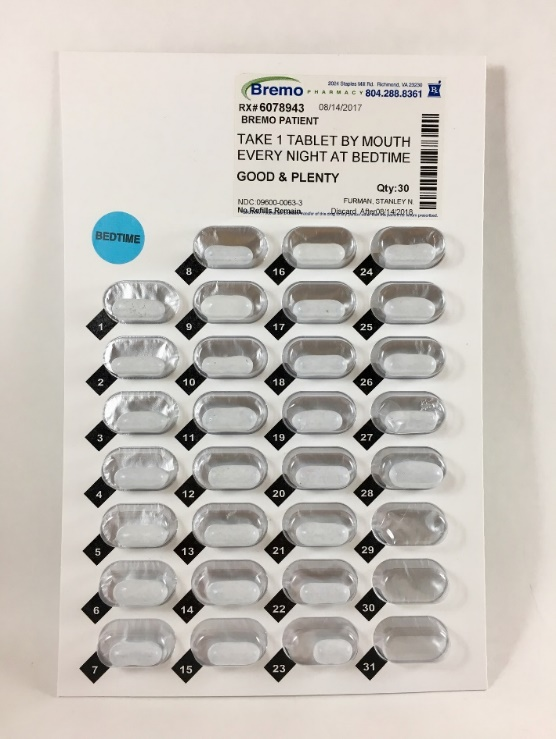 Bremo PHARMACY
2024 Staples Mill Rd. Richmond, VA 23230
804.288.8361
RX# 6078943 08/14/2017
BREMO PATIENT
TAKE 1 TABLET BY MOUTH
EVERY NIGHT AT BEDTIME
GOOD & PLENTY
Qty:30
NDC 09600-0063-3 FURMAN, STANLEY N
No Refills Remain Discard After 08/14/2018
BEDTIME
8 16 24
1 9 17 25
2 10 18 26
3 11 19 27
4 12 20 28
5 13 21 29
6 14 22 30
7 15 23 31